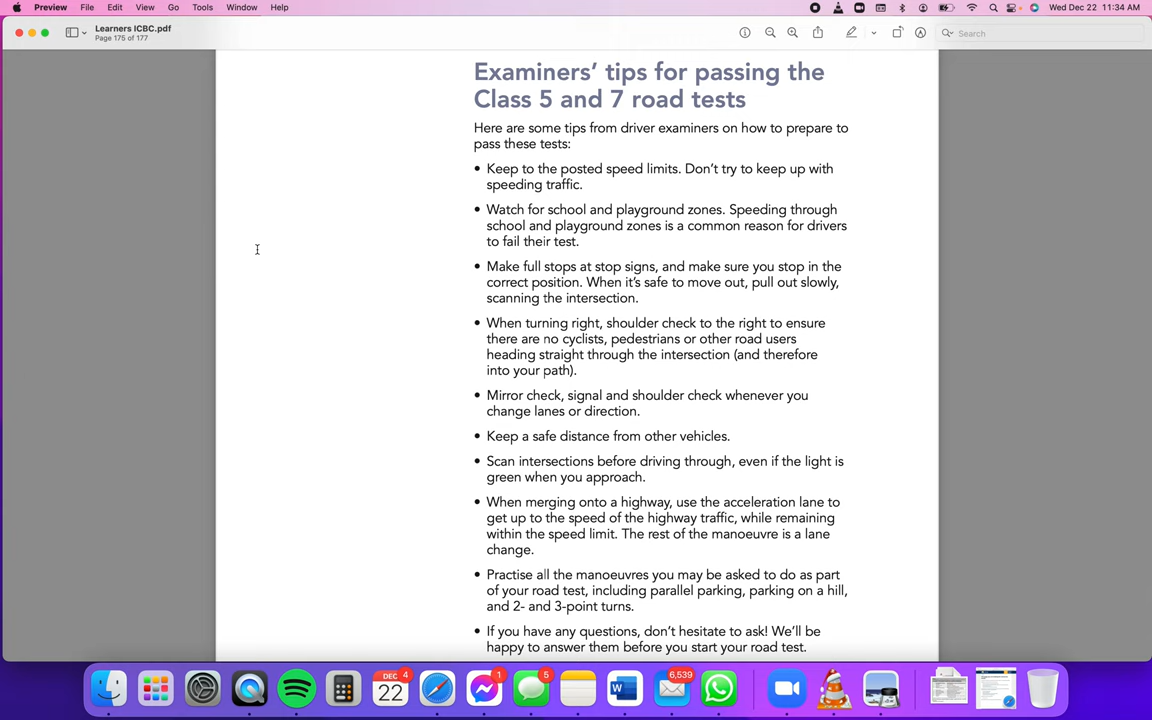 Preview File Edit View Go Tools Window Help Wed Dec 22 11:34 AM
Learners ICBC.pdf
Page 175 of 177
Search
Examiners’ tips for passing the
Class 5 and 7 road tests
Here are some tips from driver examiners on how to prepare to
pass these tests:
• Keep to the posted speed limits. Don’t try to keep up with
speeding traffic.
• Watch for school and playground zones. Speeding through
school and playground zones is a common reason for drivers
to fail their test.
• Make full stops at stop signs, and make sure you stop in the
correct position. When it’s safe to move out, pull out slowly,
scanning the intersection.
• When turning right, shoulder check to the right to ensure
there are no cyclists, pedestrians or other road users
heading straight through the intersection (and therefore
into your path).
• Mirror check, signal and shoulder check whenever you
change lanes or direction.
• Keep a safe distance from other vehicles.
• Scan intersections before driving through, even if the light is
green when you approach.
• When merging onto a highway, use the acceleration lane to
get up to the speed of the highway traffic, while remaining
within the speed limit. The rest of the manoeuvre is a lane
change.
• Practise all the manoeuvres you may be asked to do as part
of your road test, including parallel parking, parking on a hill,
and 2- and 3-point turns.
• If you have any questions, don’t hesitate to ask! We’ll be
happy to answer them before you start your road test.
DEC 4 1 5 6,539
22 W